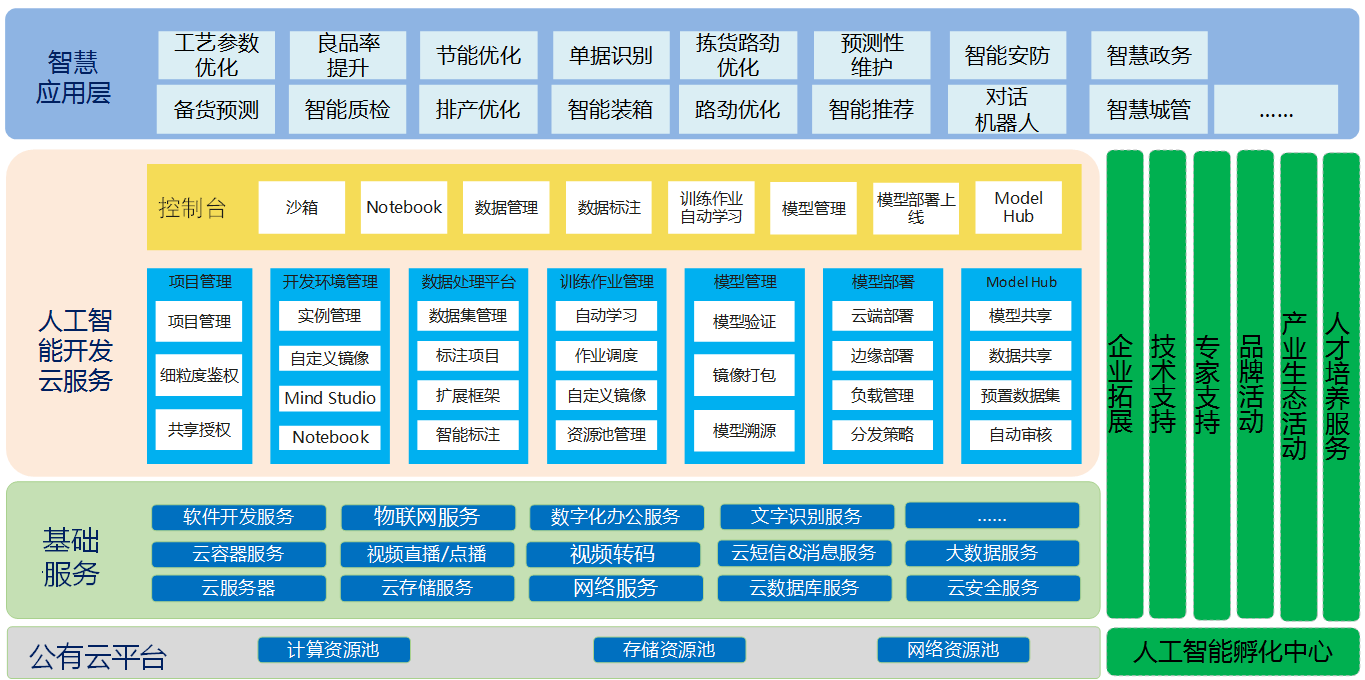 智慧
应用层
工艺参数
优化
良品率
提升
节能优化
单据识别
拣货路劲
优化
预测性
维护
智能安防
智慧政务
备货预测
智能质检
排产优化
智能装箱
路劲优化
智能推荐
对话
机器人
智慧城管
……
人工智
能开发
云服务
控制台
沙箱
Notebook
数据管理
数据标注
训练作业
自动学习
模型管理
模型部署上
线
Model
Hub
项目管理
项目管理
细粒度鉴权
共享授权
开发环境管理
实例管理
自定义镜像
Mind Studio
Notebook
数据处理平台
数据集管理
标注项目
扩展框架
智能标注
训练作业管理
自动学习
作业调度
自定义镜像
资源池管理
模型管理
模型验证
镜像打包
模型溯源
模型部署
云端部署
边缘部署
负载管理
分发策略
Model Hub
模型共享
数据共享
预置数据集
自动审核
基础
服务
软件开发服务
物联网服务
数字化办公服务
文字识别服务
……
云容器服务
视频直播/点播
视频转码
云短信&消息服务
大数据服务
云服务器
云存储服务
网络服务
云数据库服务
云安全服务
公有云平台
计算资源池
存储资源池
网络资源池
企业拓展
技术支持
专家支持
品牌活动
产业生态活动
人才培养服务
人工智能孵化中心